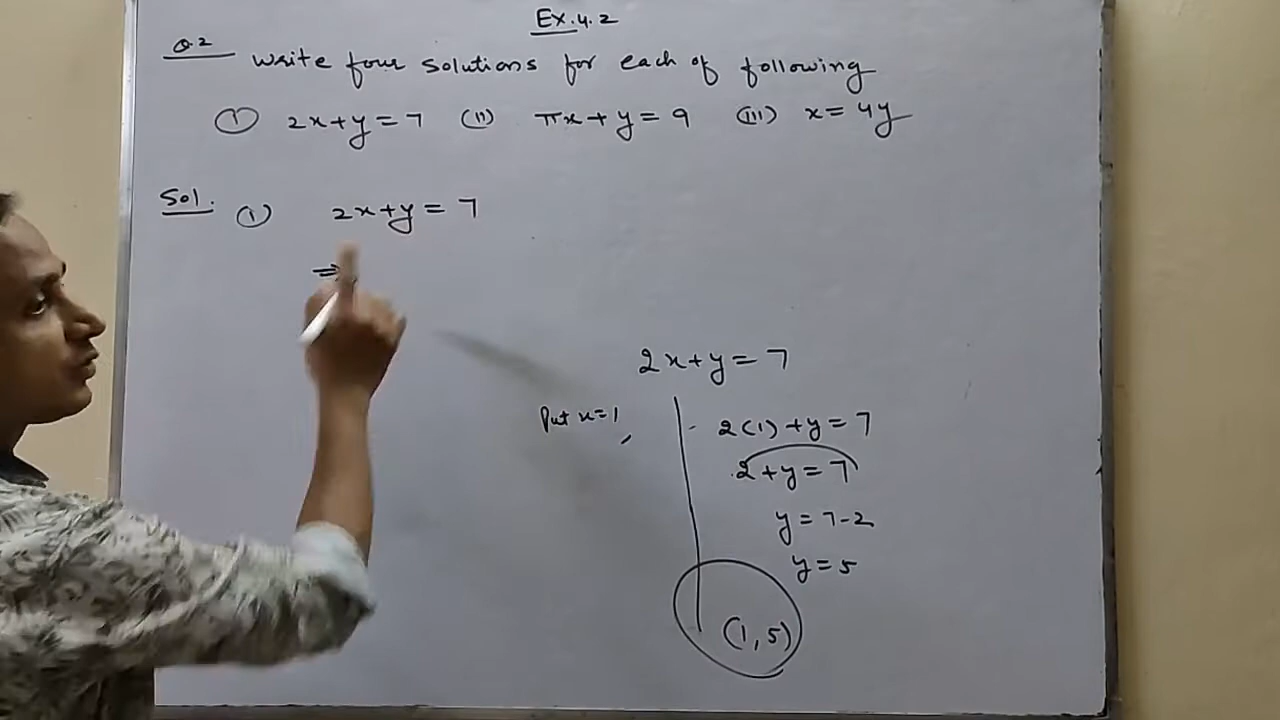 Ex.4.2
Q.2 Write four solutions for each of following
(i) 2x+y=7 (ii) πx+y=9 (iii) x=4y
Sol. (i) 2x+y=7
⇒
2x+y=7
Put x=1,
2(1)+y=7
2+y=7
y=7-2
y=5
(1,5)